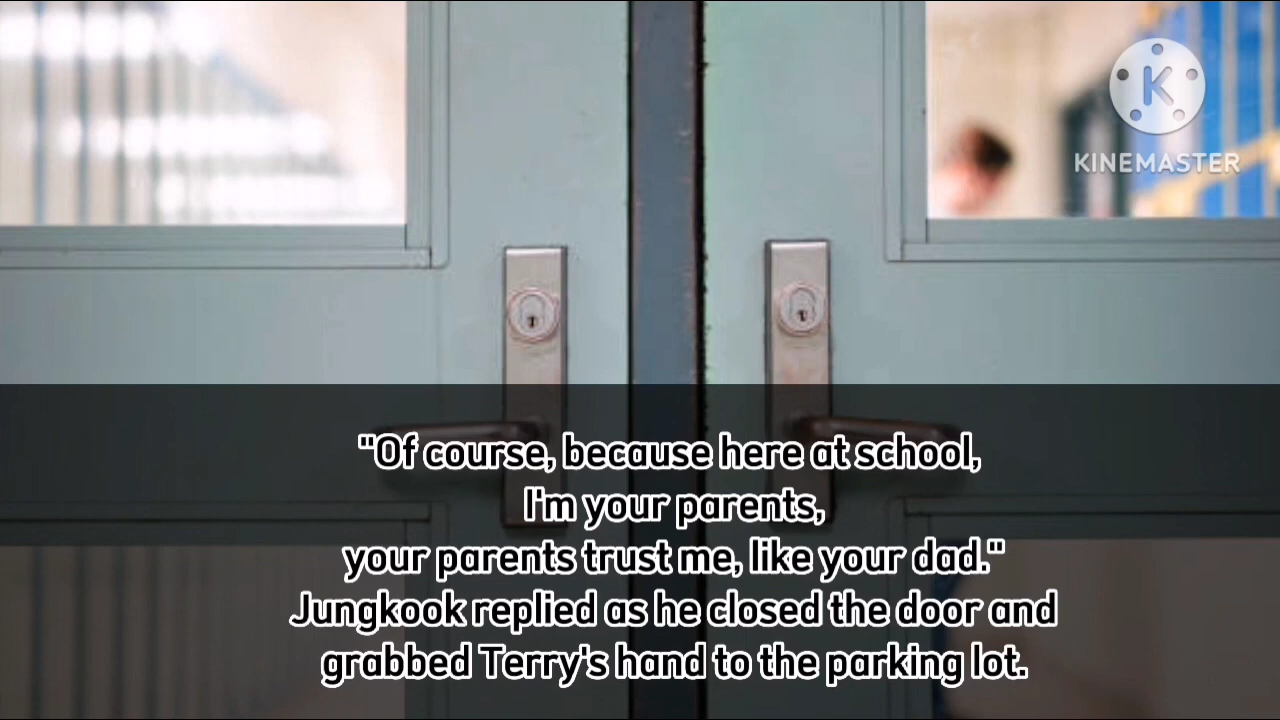 KINEMASTER
"Of course, because here at school,
I'm your parents,
your parents trust me, like your dad."
Jungkook replied as he closed the door and
grabbed Terry's hand to the parking lot.